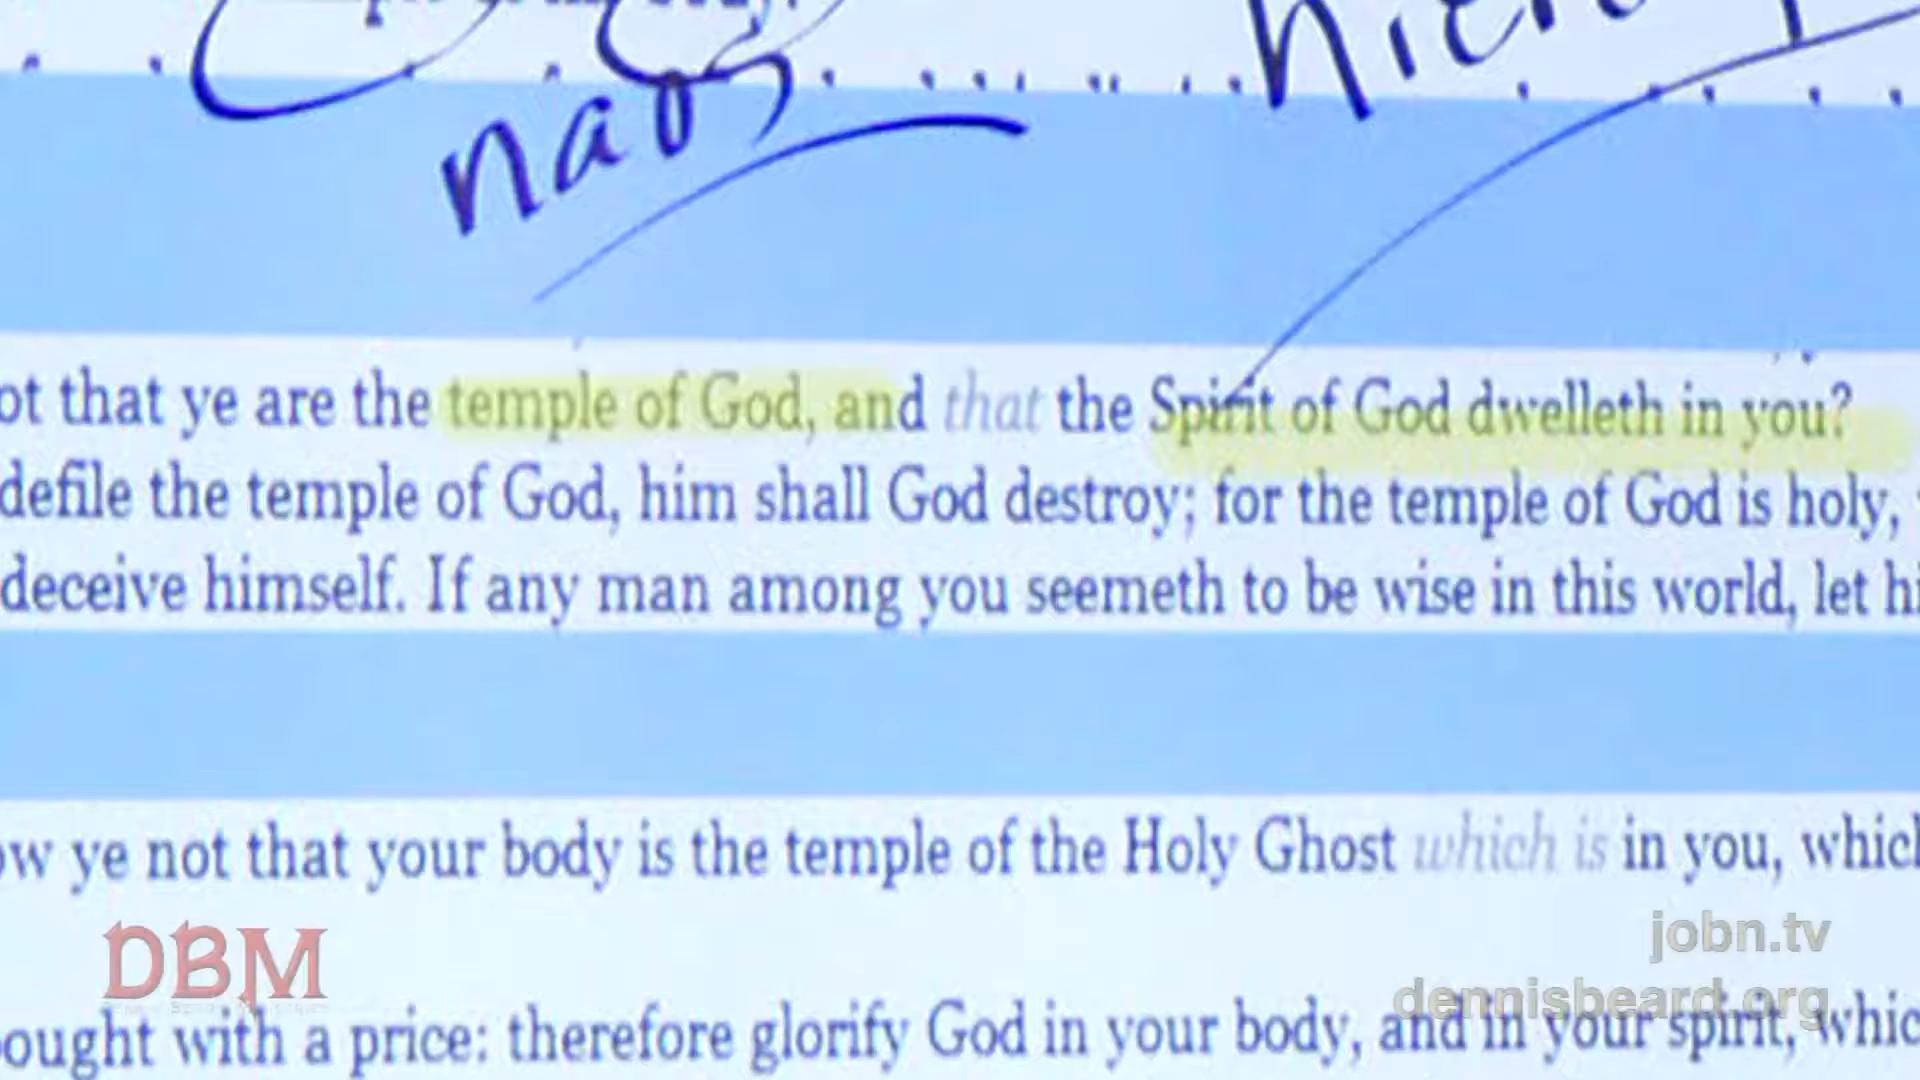 naos
ot that ye are the temple of God, and that the Spirit of God dwelleth in you?
defile the temple of God, him shall God destroy; for the temple of God is holy,
deceive himself. If any man among you seemeth to be wise in this world, let hi
ow ye not that your body is the temple of the Holy Ghost which is in you, which
DBM
jobn.tv
dennisbeard.org
ought with a price: therefore glorify God in your body, and in your spirit, whic